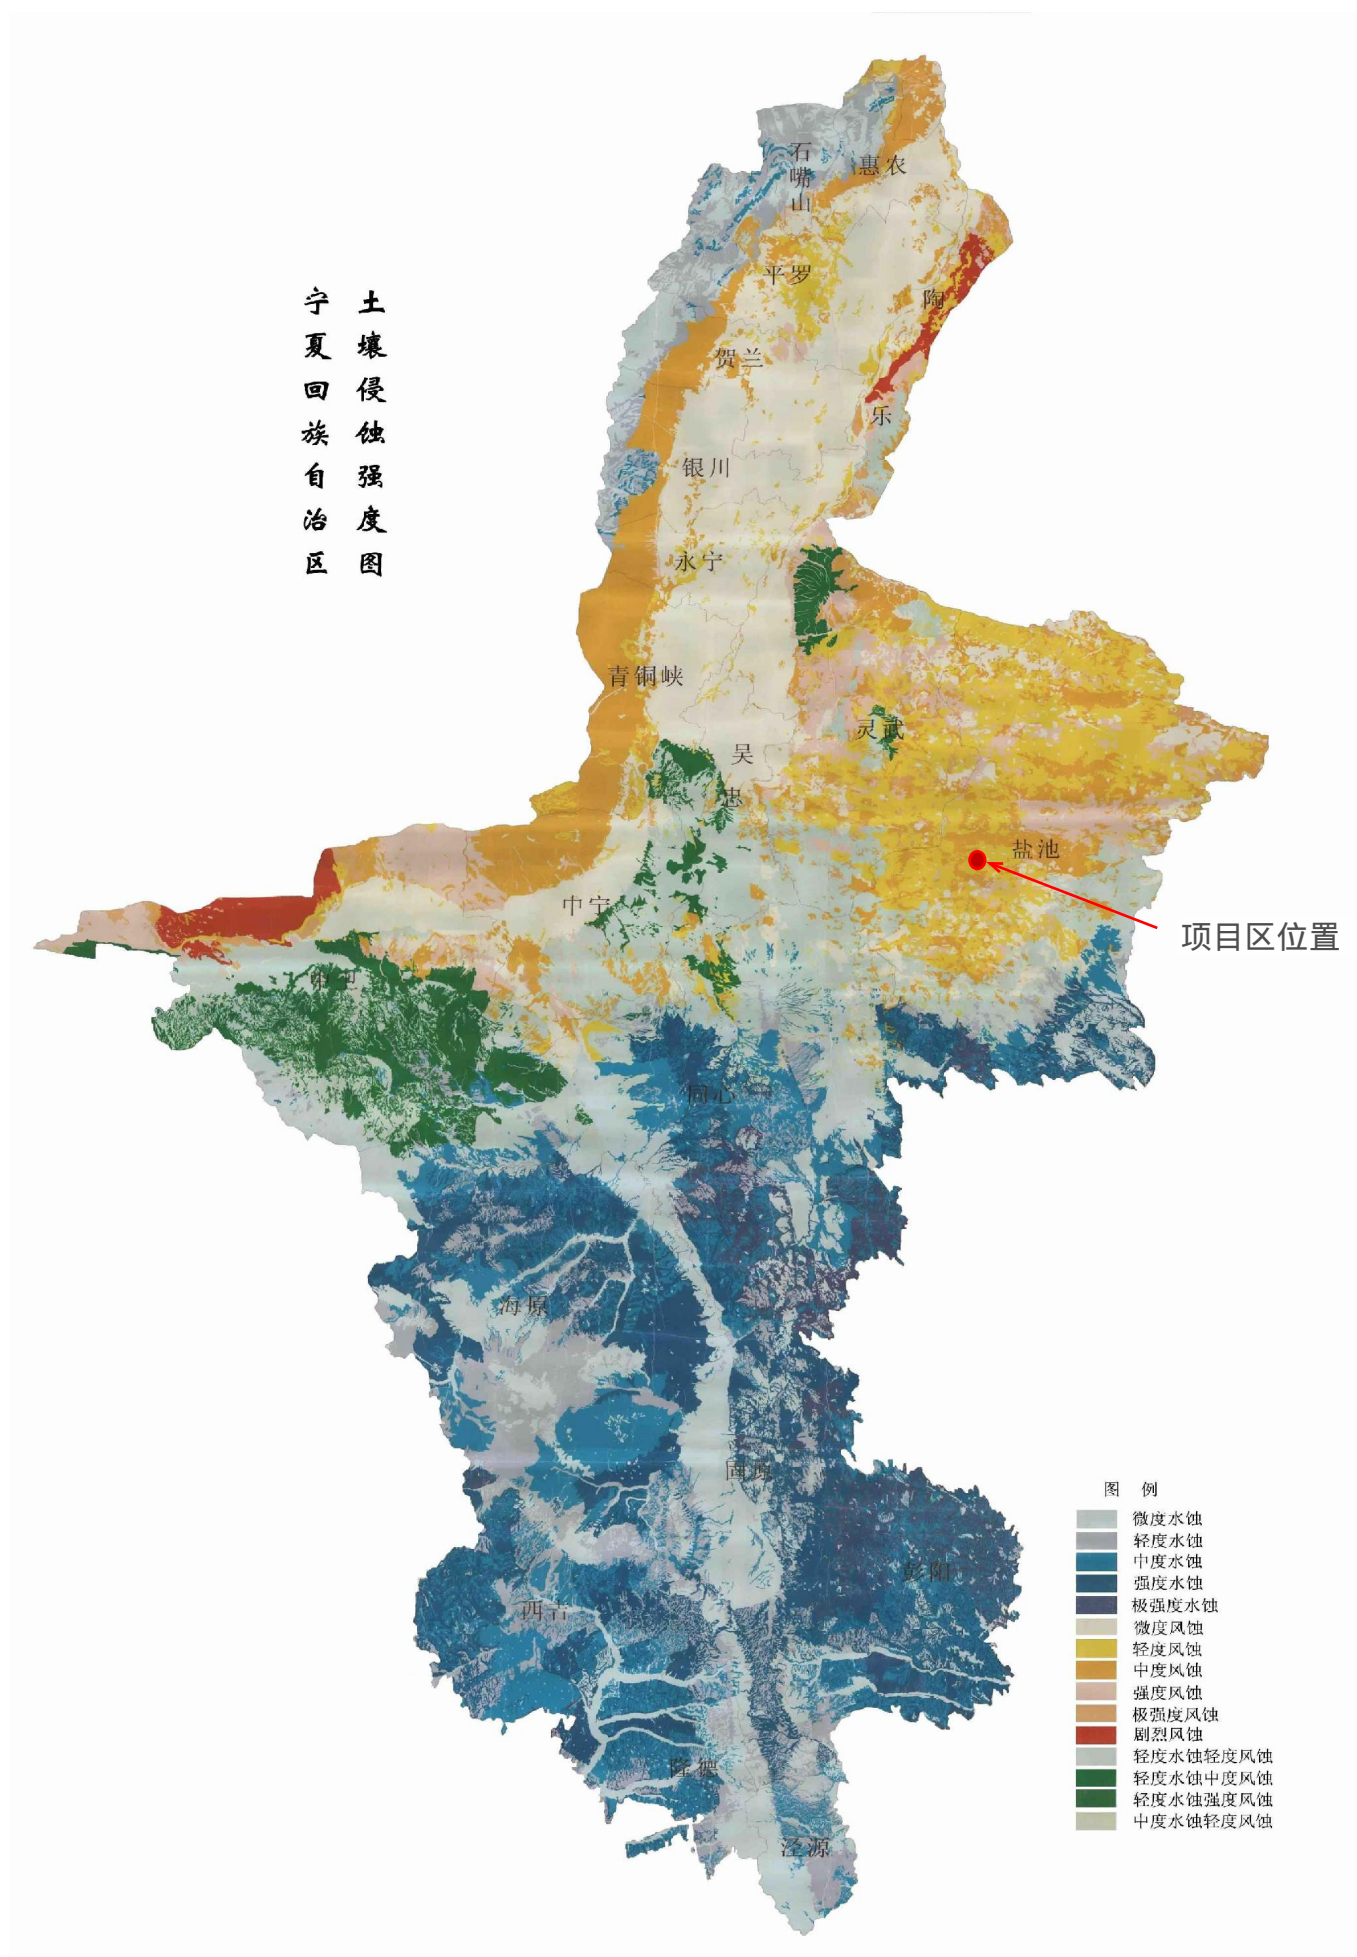 宁夏回族自治区
土壤侵蚀强度图
石嘴山
惠农
平罗
陶乐
贺兰
银川
永宁
青铜峡
灵武
吴忠
盐池
项目区位置
中宁
中卫
同心
海原
固原
彭阳
西吉
隆德
泾源
图 例
微度水蚀
轻度水蚀
中度水蚀
强度水蚀
极强度水蚀
微度风蚀
轻度风蚀
中度风蚀
强度风蚀
极强度风蚀
剧烈风蚀
轻度水蚀轻度风蚀
轻度水蚀中度风蚀
轻度水蚀强度风蚀
中度水蚀轻度风蚀